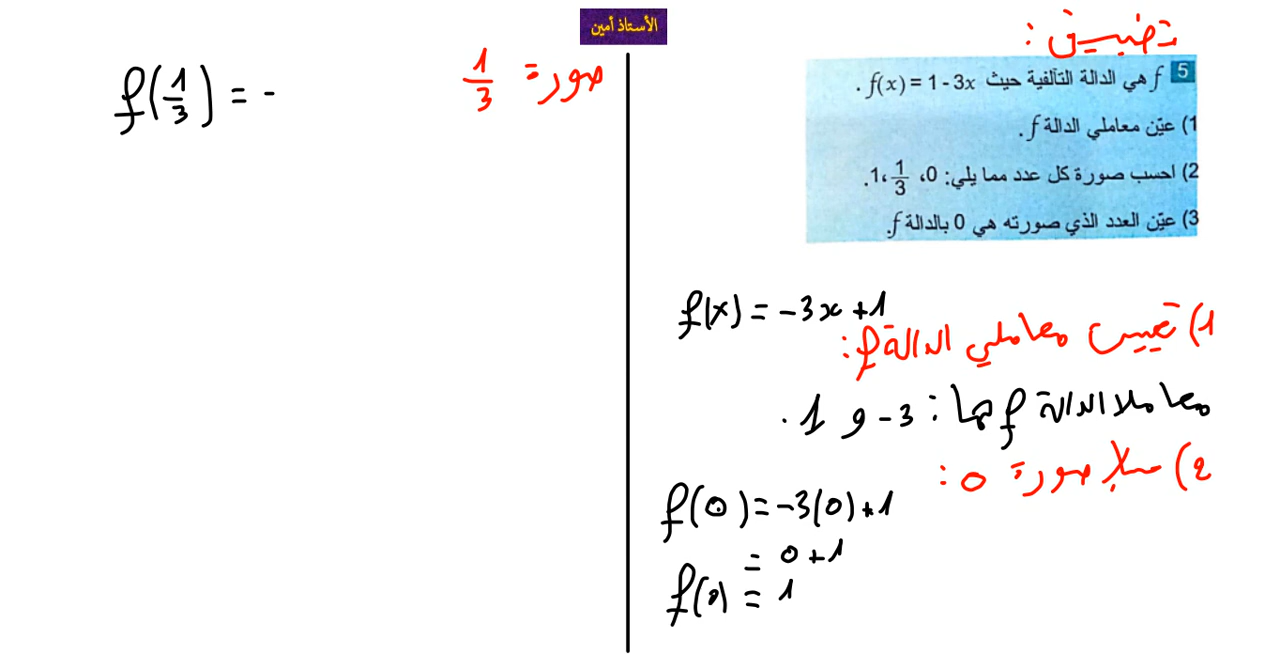 الأستاذ أمين
تطبيق :
5 f هي الدالة التآلفية حيث f(x) = 1 - 3x .
1) عيّن معاملي الدالة f .
2) احسب صورة كل عدد مما يلي: 0، 1/3 ،1.
3) عيّن العدد الذي صورته هي 0 بالدالة f.
f(x) = -3x + 1
1) تعيين معاملي الدالة f:
معاملا الدالة f هما : -3 و 1 .
2) صورة 0 :
f(0) = -3(0) + 1
= 0 + 1
f(0) = 1
صورة 1/3
f(1/3) = -